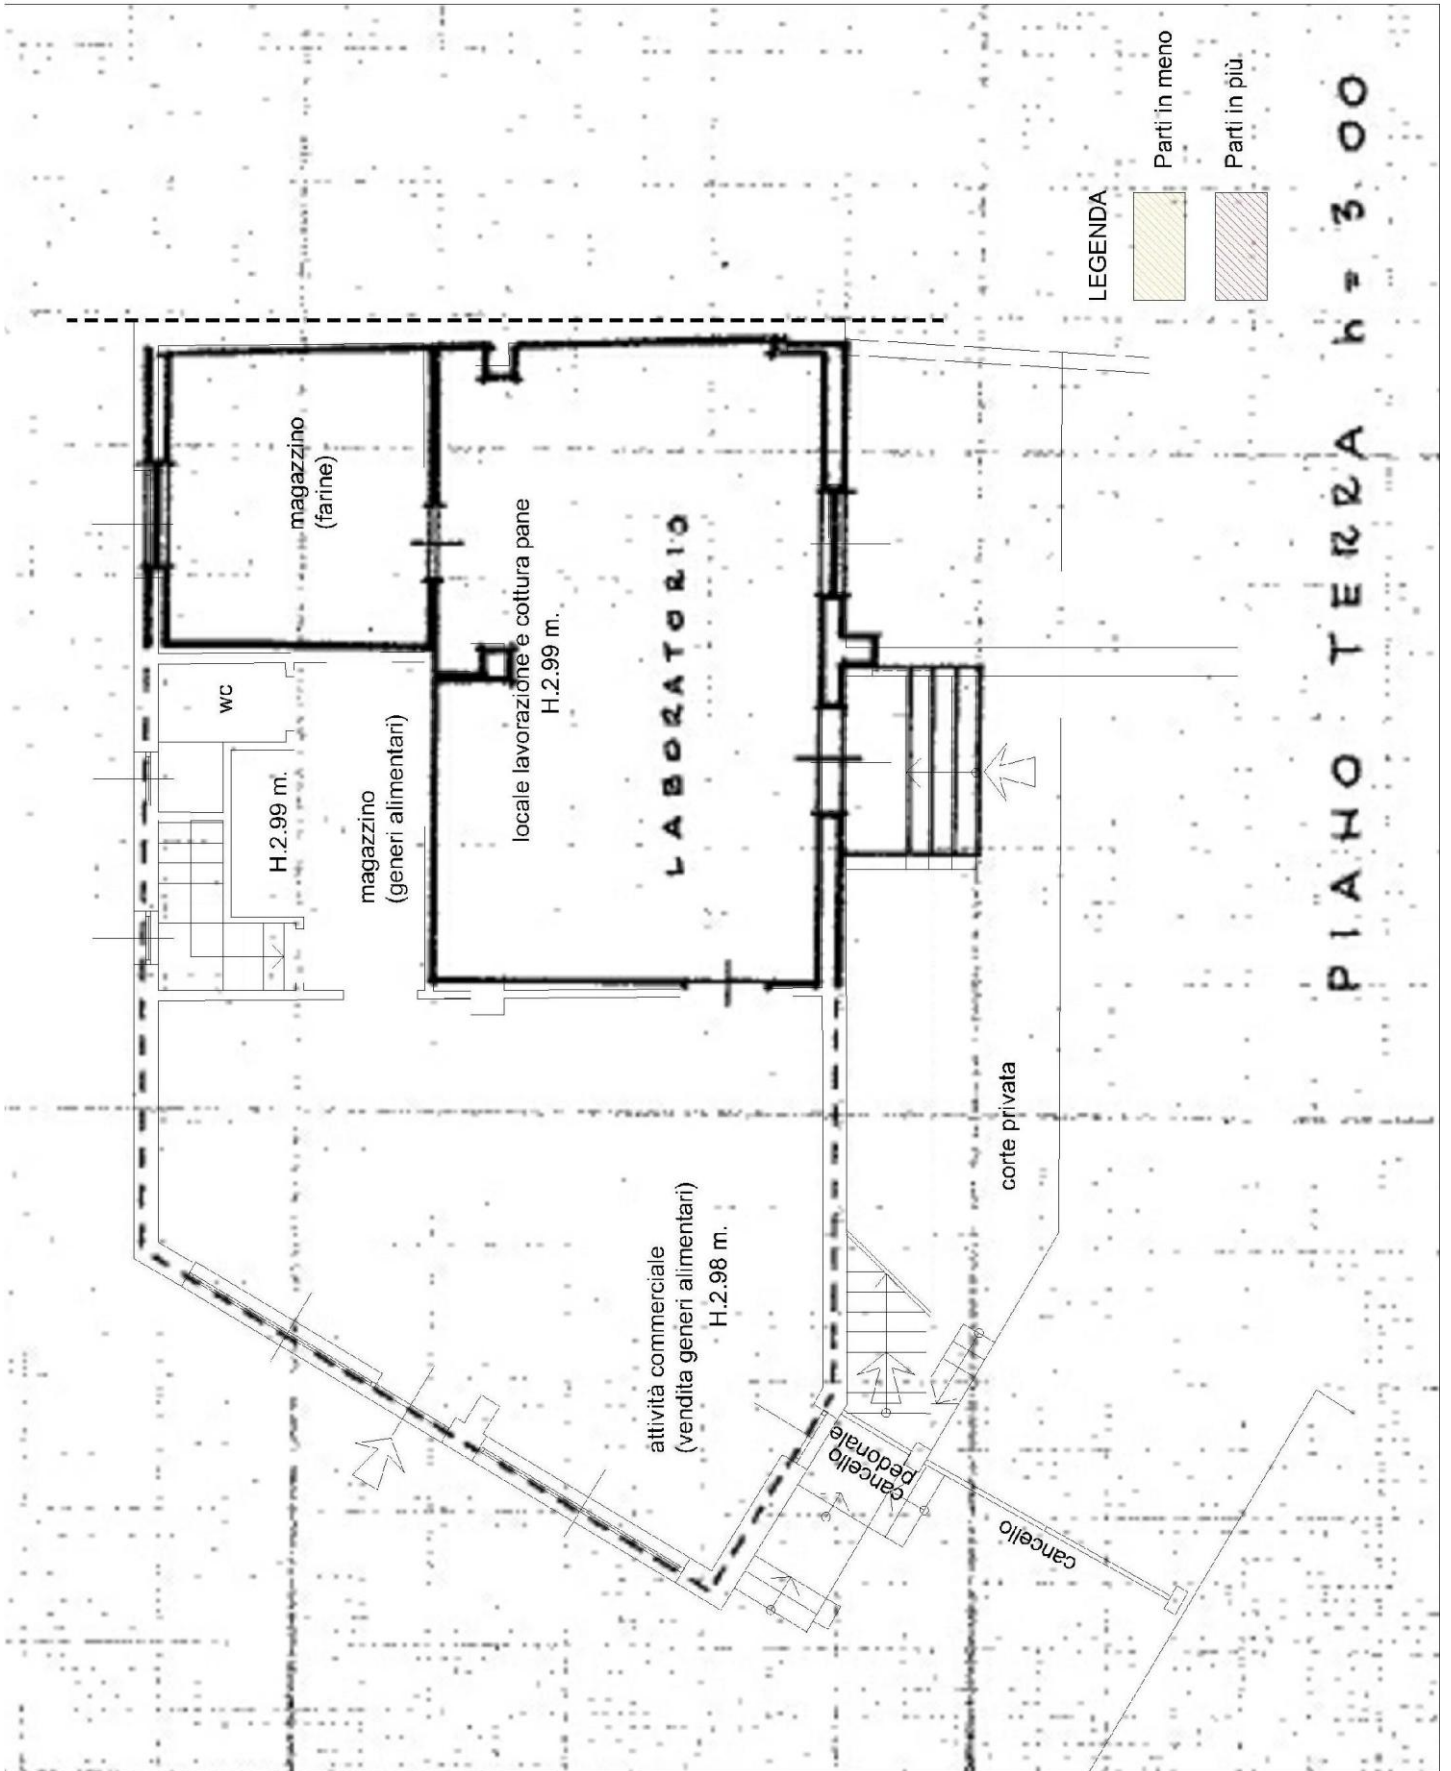 magazzino
(farine)
wc
H.2.99 m.
magazzino
(generi alimentari)
locale lavorazione e cottura pane
H.2.99 m.
LABORATORIO
attività commerciale
(vendita generi alimentari)
H.2.98 m.
cancello
pedonale
cancello
corte privata
LEGENDA
Parti in meno
Parti in più
PIANO TERRA h = 3.00